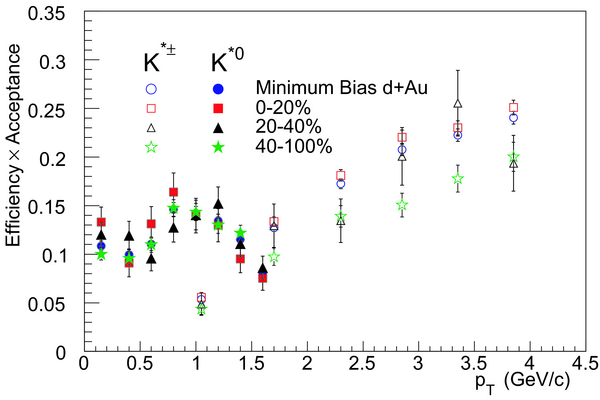 0.35
0.3
0.25
0.2
0.15
0.1
0.05
0
Efficiency × Acceptance
K*± K*0
Minimum Bias d+Au
0-20%
20-40%
40-100%
0 0.5 1 1.5 2 2.5 3 3.5 4 4.5
pT (GeV/c)